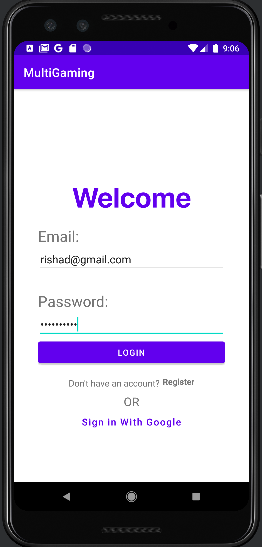 9:06
MultiGaming
Welcome
Email:
rishad@gmail.com
Password:
••••••••••
LOGIN
Don't have an account? Register
OR
Sign in With Google